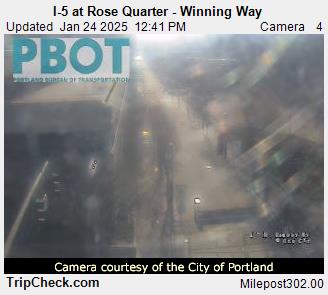 I-5 at Rose Quarter - Winning Way
Updated Jan 24 2025 12:41 PM Camera 4
PBOT
PORTLAND BUREAU OF TRANSPORTATION
Camera courtesy of the City of Portland
TripCheck.com Milepost302.00